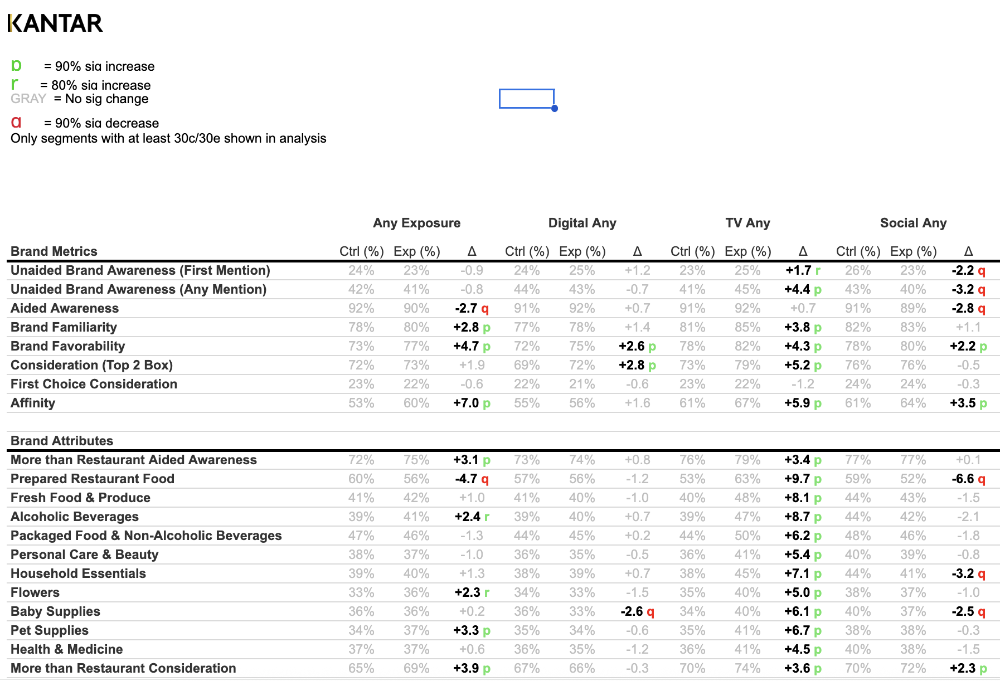 KANTAR
p = 90% sig increase
r = 80% sig increase
GRAY = No sig change
q = 90% sig decrease
Only segments with at least 30c/30e shown in analysis
Any Exposure Digital Any TV Any Social Any
Brand Metrics Ctrl (%) Exp (%) Δ Ctrl (%) Exp (%) Δ Ctrl (%) Exp (%) Δ Ctrl (%) Exp (%) Δ
Unaided Brand Awareness (First Mention) 24% 23% -0.9 24% 25% +1.2 23% 25% +1.7 r 26% 23% -2.2 q
Unaided Brand Awareness (Any Mention) 42% 41% -0.8 44% 43% -0.7 41% 45% +4.4 p 43% 40% -3.2 q
Aided Awareness 92% 90% -2.7 q 91% 92% +0.7 91% 92% +0.7 91% 89% -2.8 q
Brand Familiarity 78% 80% +2.8 p 77% 78% +1.4 81% 85% +3.8 p 82% 83% +1.1
Brand Favorability 73% 77% +4.7 p 72% 75% +2.6 p 78% 82% +4.3 p 78% 80% +2.2 p
Consideration (Top 2 Box) 72% 73% +1.9 69% 72% +2.8 p 73% 79% +5.2 p 76% 76% -0.5
First Choice Consideration 23% 22% -0.6 22% 21% -0.6 23% 22% -1.2 24% 24% -0.3
Affinity 53% 60% +7.0 p 55% 56% +1.6 61% 67% +5.9 p 61% 64% +3.5 p
Brand Attributes
More than Restaurant Aided Awareness 72% 75% +3.1 p 73% 74% +0.8 76% 79% +3.4 p 77% 77% +0.1
Prepared Restaurant Food 60% 56% -4.7 q 57% 56% -1.2 53% 63% +9.7 p 59% 52% -6.6 q
Fresh Food & Produce 41% 42% +1.0 41% 40% -1.0 40% 48% +8.1 p 44% 43% -1.5
Alcoholic Beverages 39% 41% +2.4 r 39% 40% +0.7 39% 47% +8.7 p 44% 42% -2.1
Packaged Food & Non-Alcoholic Beverages 47% 46% -1.3 44% 45% +0.2 44% 50% +6.2 p 48% 46% -1.8
Personal Care & Beauty 38% 37% -1.0 36% 35% -0.5 36% 41% +5.4 p 40% 39% -0.8
Household Essentials 39% 40% +1.3 38% 39% +0.7 38% 45% +7.1 p 44% 41% -3.2 q
Flowers 33% 36% +2.3 r 34% 33% -1.5 35% 40% +5.0 p 38% 37% -1.0
Baby Supplies 36% 36% +0.2 36% 33% -2.6 q 34% 40% +6.1 p 40% 37% -2.5 q
Pet Supplies 34% 37% +3.3 p 35% 34% -0.6 35% 41% +6.7 p 38% 38% -0.3
Health & Medicine 37% 37% +0.6 36% 35% -1.2 36% 41% +4.5 p 40% 38% -1.5
More than Restaurant Consideration 65% 69% +3.9 p 67% 66% -0.3 70% 74% +3.6 p 70% 72% +2.3 p